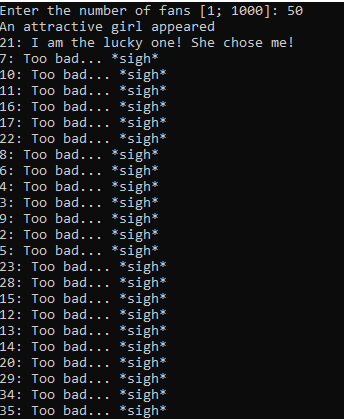 Enter the number of fans [1; 1000]: 50
An attractive girl appeared
21: I am the lucky one! She chose me!
7: Too bad... *sigh*
10: Too bad... *sigh*
11: Too bad... *sigh*
16: Too bad... *sigh*
17: Too bad... *sigh*
22: Too bad... *sigh*
8: Too bad... *sigh*
6: Too bad... *sigh*
4: Too bad... *sigh*
3: Too bad... *sigh*
9: Too bad... *sigh*
2: Too bad... *sigh*
5: Too bad... *sigh*
23: Too bad... *sigh*
28: Too bad... *sigh*
15: Too bad... *sigh*
12: Too bad... *sigh*
13: Too bad... *sigh*
14: Too bad... *sigh*
20: Too bad... *sigh*
29: Too bad... *sigh*
34: Too bad... *sigh*
35: Too bad... *sigh*